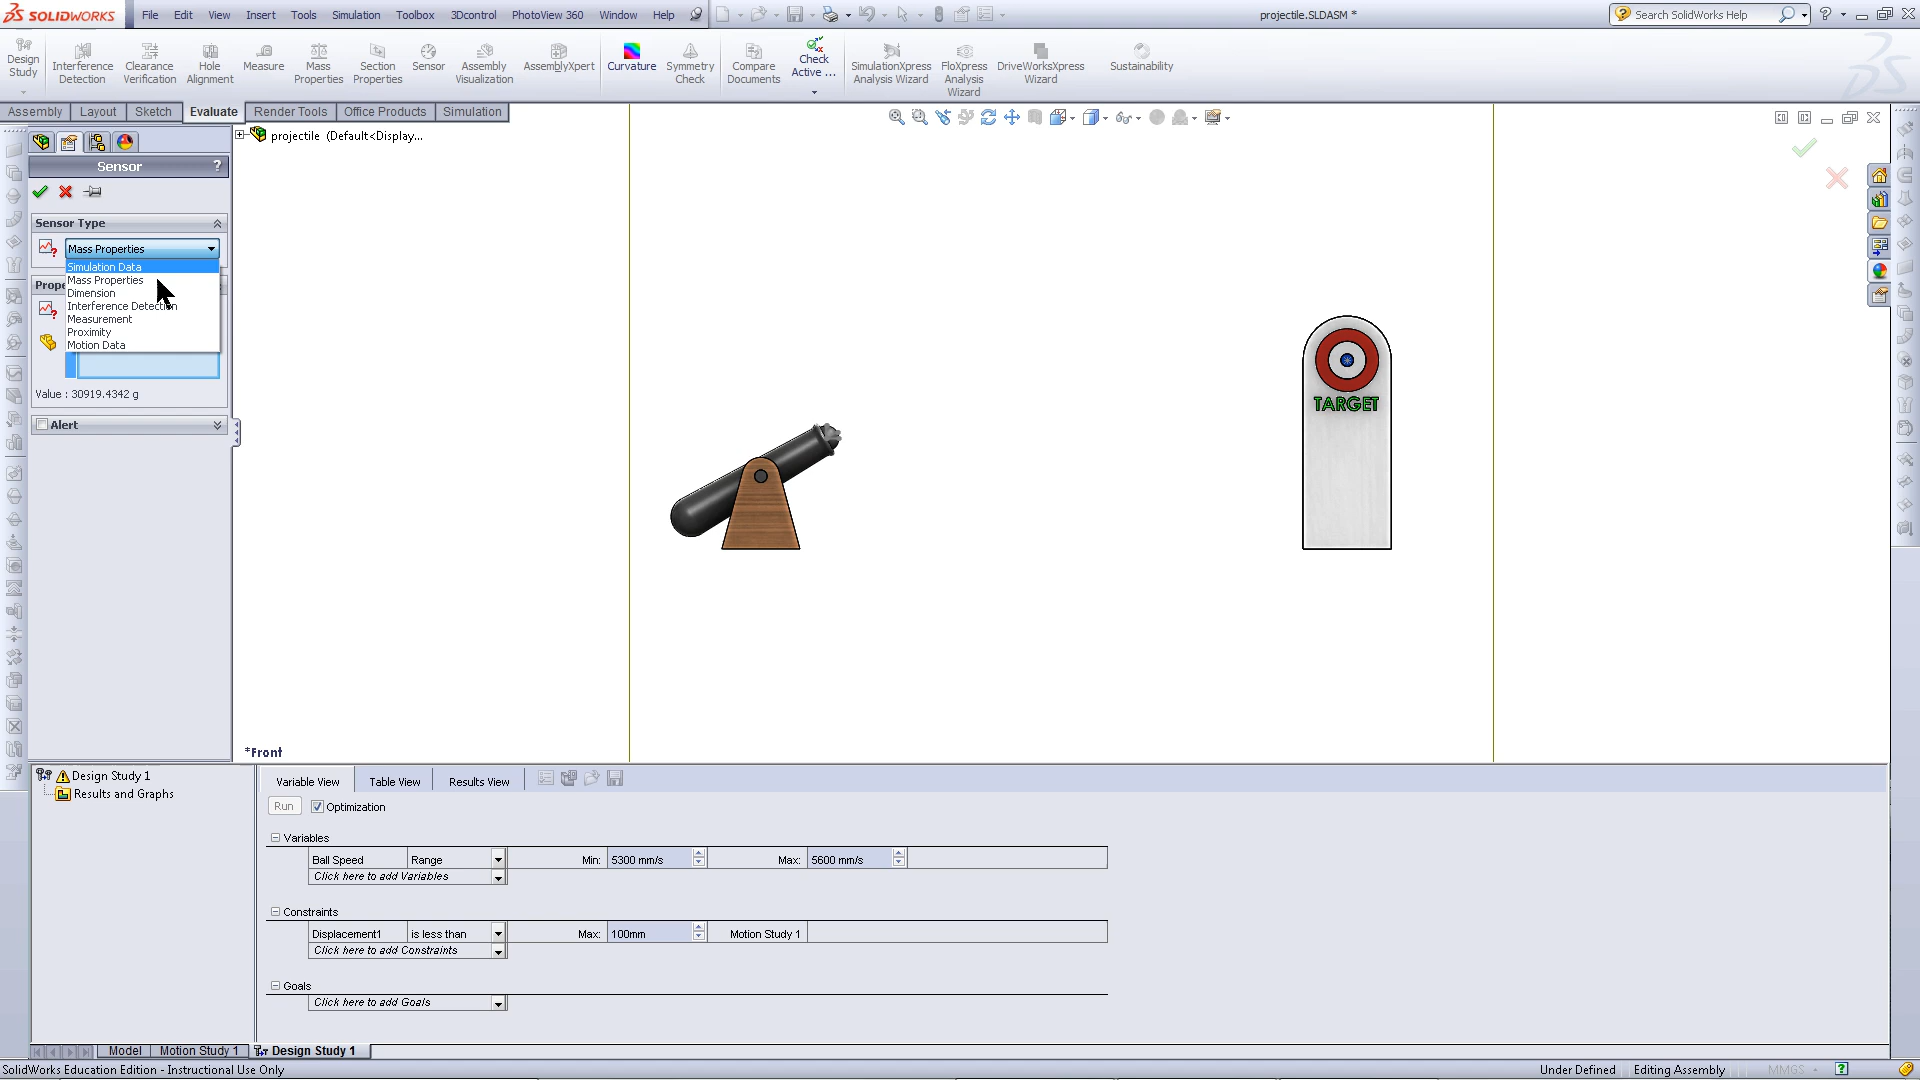 SOLIDWORKS File Edit View Insert Tools Simulation Toolbox 3Dcontrol PhotoView 360 Window Help projectile.SLDASM * Search SolidWorks Help
Design Study
Interference Detection
Clearance Verification
Hole Alignment
Measure
Mass Properties
Section Properties
Sensor
Assembly Visualization
AssemblyXpert
Curvature
Symmetry Check
Compare Documents
Check Active ...
SimulationXpress Analysis Wizard
FloXpress Analysis Wizard
DriveWorksXpress Wizard
Sustainability
Assembly Layout Sketch Evaluate Render Tools Office Products Simulation
projectile (Default<Display...
Sensor ?
Sensor Type
Mass Properties
Simulation Data
Mass Properties
Prope
Dimension
Interference Detection
Measurement
Proximity
Motion Data
Value : 30919.4342 g
Alert
TARGET
*Front
Design Study 1
Results and Graphs
Variable View Table View Results View
Run Optimization
Variables
Ball Speed Range Min: 5300 mm/s Max: 5600 mm/s
Click here to add Variables
Constraints
Displacement1 is less than Max: 100mm Motion Study 1
Click here to add Constraints
Goals
Click here to add Goals
Model Motion Study 1 Design Study 1
SolidWorks Education Edition - Instructional Use Only Under Defined Editing Assembly MMGS